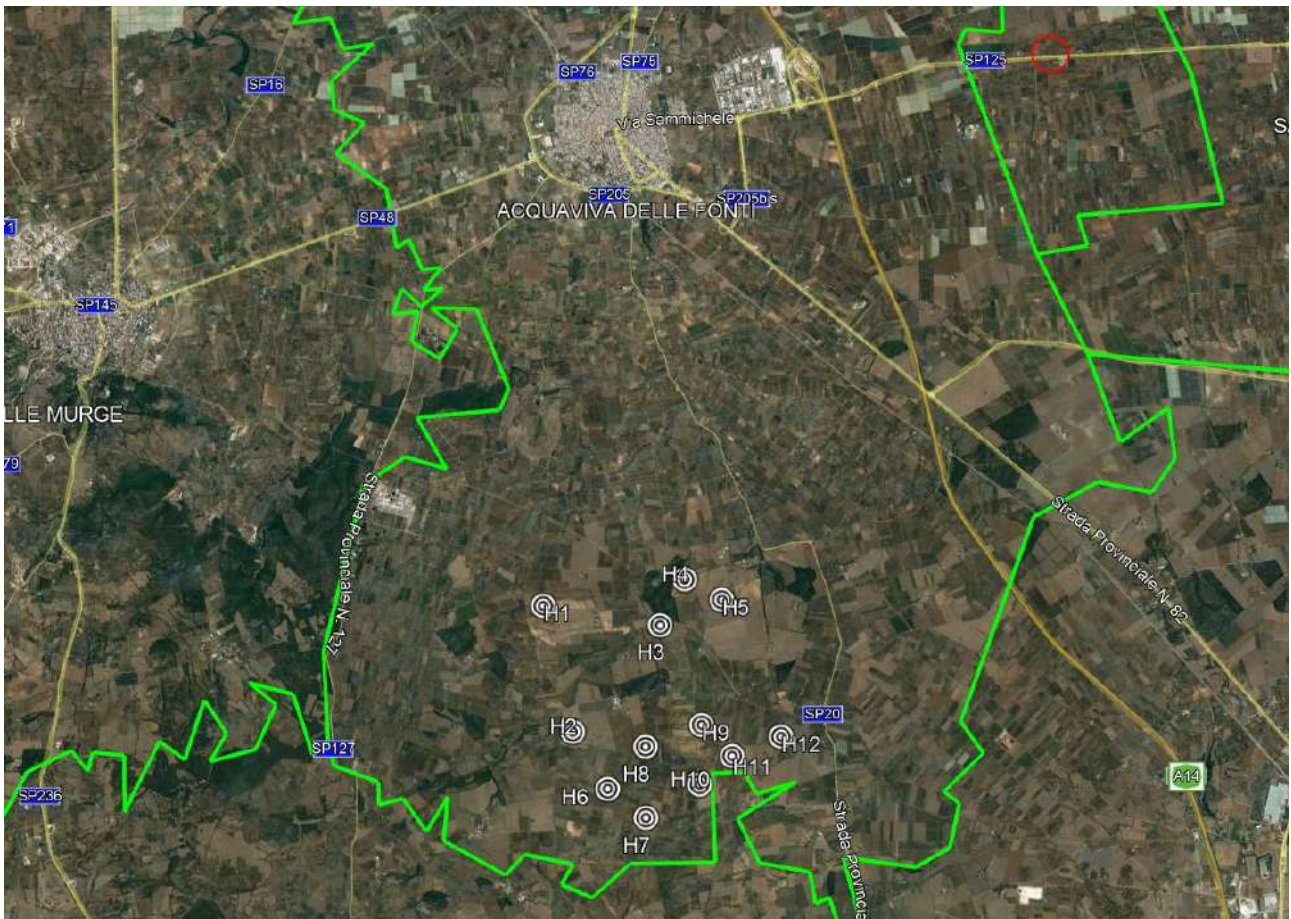 SP75
SP76
SP125
SP16
Via Sammichele
SP205
SP205bis
ACQUAVIVA DELLE FONTI
SP48
SP145
LLE MURGE
79
Strada Provinciale N. 127
Strada Provinciale N. 82
H4
H1
H5
H3
H2
H9
SP20
H12
SP127
H8
H11
A14
H10
SP236
H6
H7
Strada Provincia